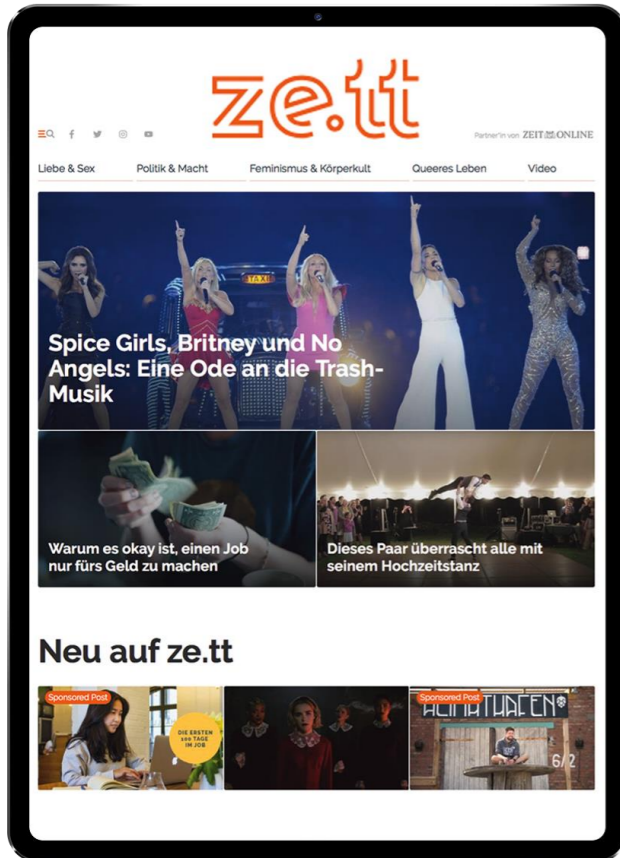 ze.tt
Partner*in von ZEIT ONLINE
Liebe & Sex
Politik & Macht
Feminismus & Körperkult
Queeres Leben
Video
TAXI
Spice Girls, Britney und No
Angels: Eine Ode an die Trash-
Musik
Warum es okay ist, einen Job
nur fürs Geld zu machen
Dieses Paar überrascht alle mit
seinem Hochzeitstanz
Neu auf ze.tt
Sponsored Post
DIE ERSTEN
100 TAGE
IM JOB
Sponsored Post
HEIMATHAFEN
6/2